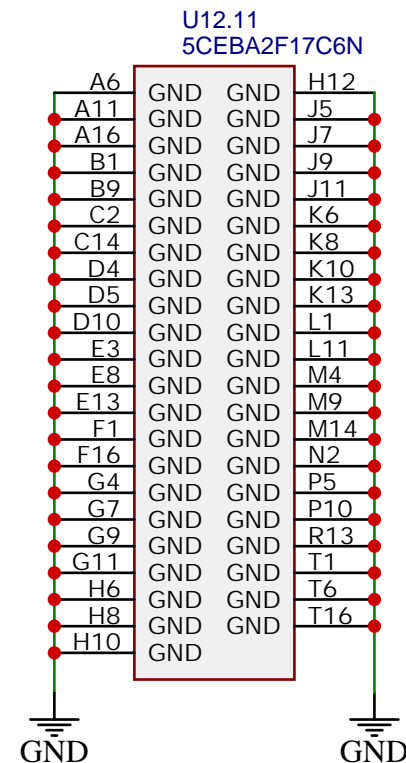 U12.11
5CEBA2F17C6N
A6 GND GND H12
A11 GND GND J5
A16 GND GND J7
B1 GND GND J9
B9 GND GND J11
C2 GND GND K6
C14 GND GND K8
D4 GND GND K10
D5 GND GND K13
D10 GND GND L1
E3 GND GND L11
E8 GND GND M4
E13 GND GND M9
F1 GND GND M14
F16 GND GND N2
G4 GND GND P5
G7 GND GND P10
G9 GND GND R13
G11 GND GND T1
H6 GND GND T6
H8 GND GND T16
H10 GND
GND GND